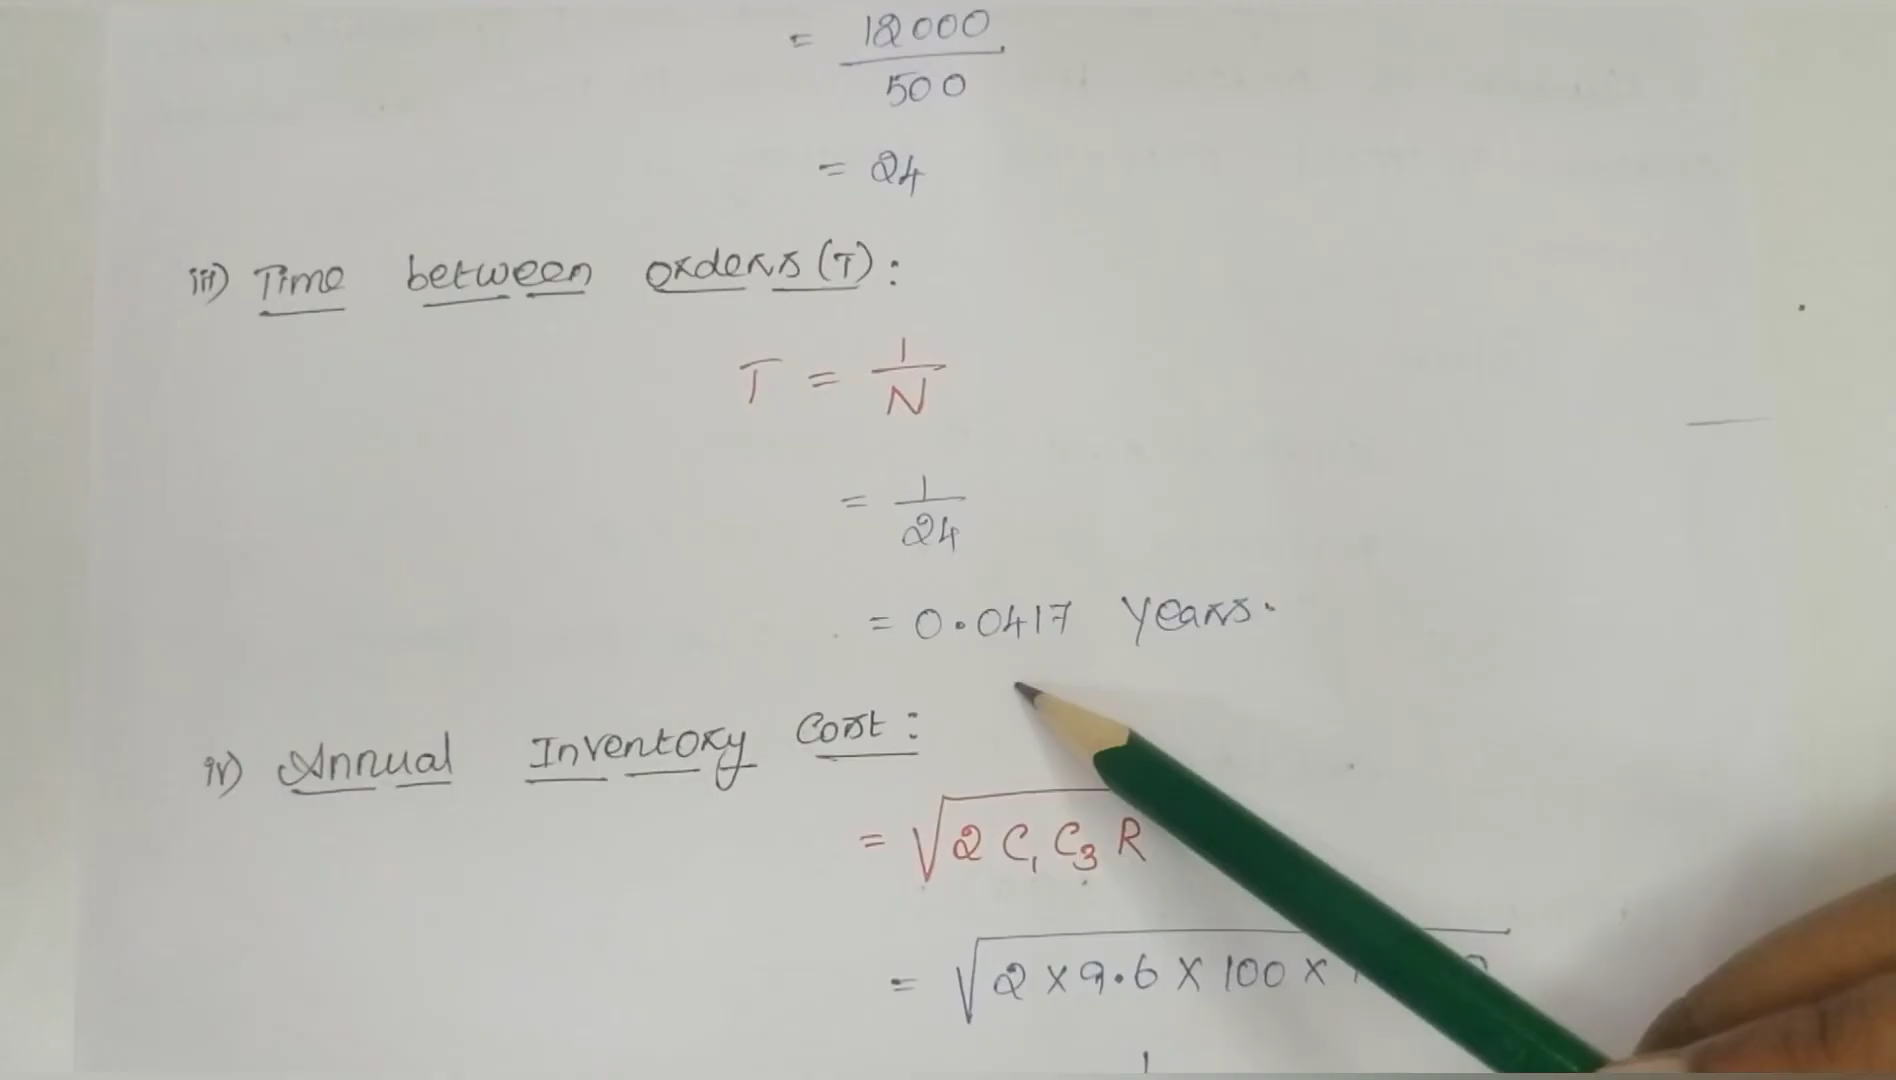 = 12000
500
= 24
iii) Time between orders (T) :
T = 1
N
= 1
24
= 0.0417 years.
iv) Annual Inventory Cost :
= √2 C₁ C₃ R
= √2 × 9.6 × 100 ×